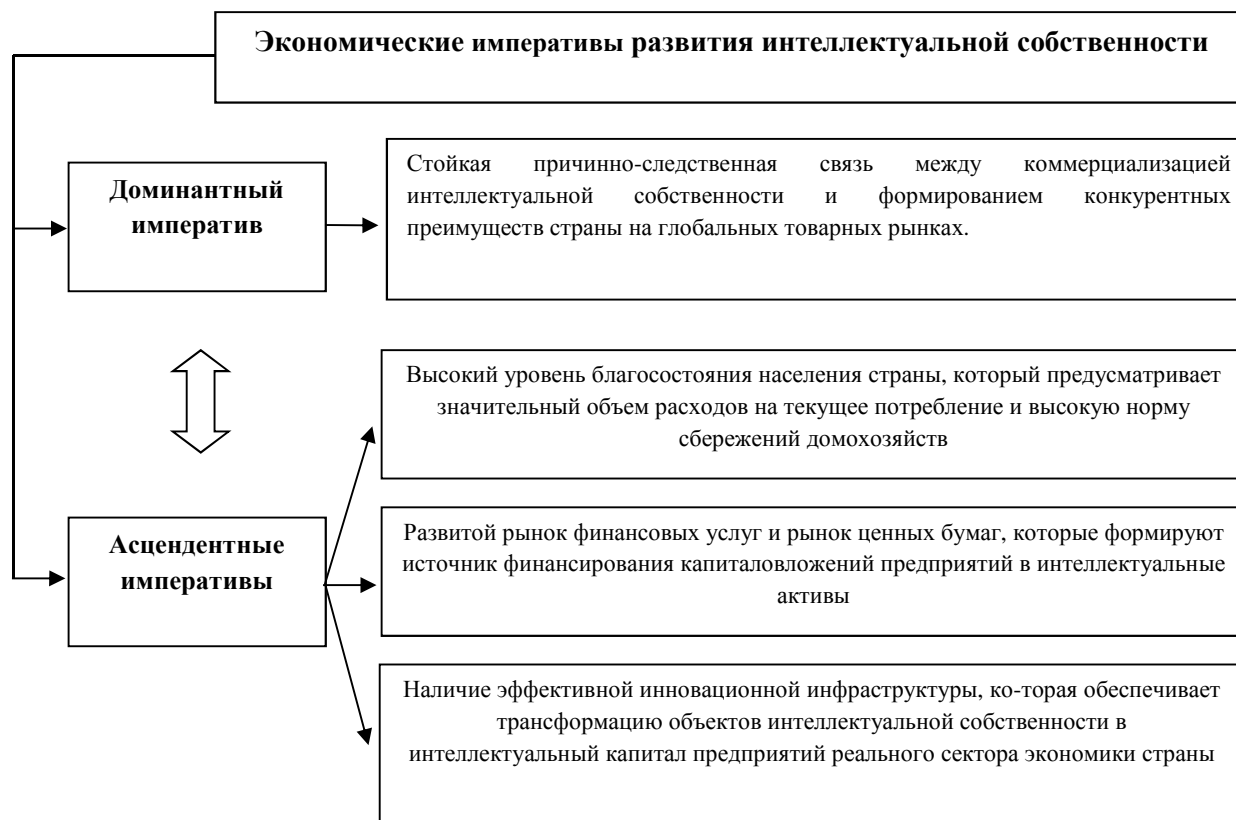 Экономические императивы развития интеллектуальной собственности
Доминантный
императив
Стойкая причинно-следственная связь между коммерциализацией
интеллектуальной собственности и формированием конкурентных
преимуществ страны на глобальных товарных рынках.
Высокий уровень благосостояния населения страны, который предусматривает
значительный объем расходов на текущее потребление и высокую норму
сбережений домохозяйств
Асцендентные
императивы
Развитой рынок финансовых услуг и рынок ценных бумаг, которые формируют
источник финансирования капиталовложений предприятий в интеллектуальные
активы
Наличие эффективной инновационной инфраструктуры, ко-торая обеспечивает
трансформацию объектов интеллектуальной собственности в
интеллектуальный капитал предприятий реального сектора экономики страны